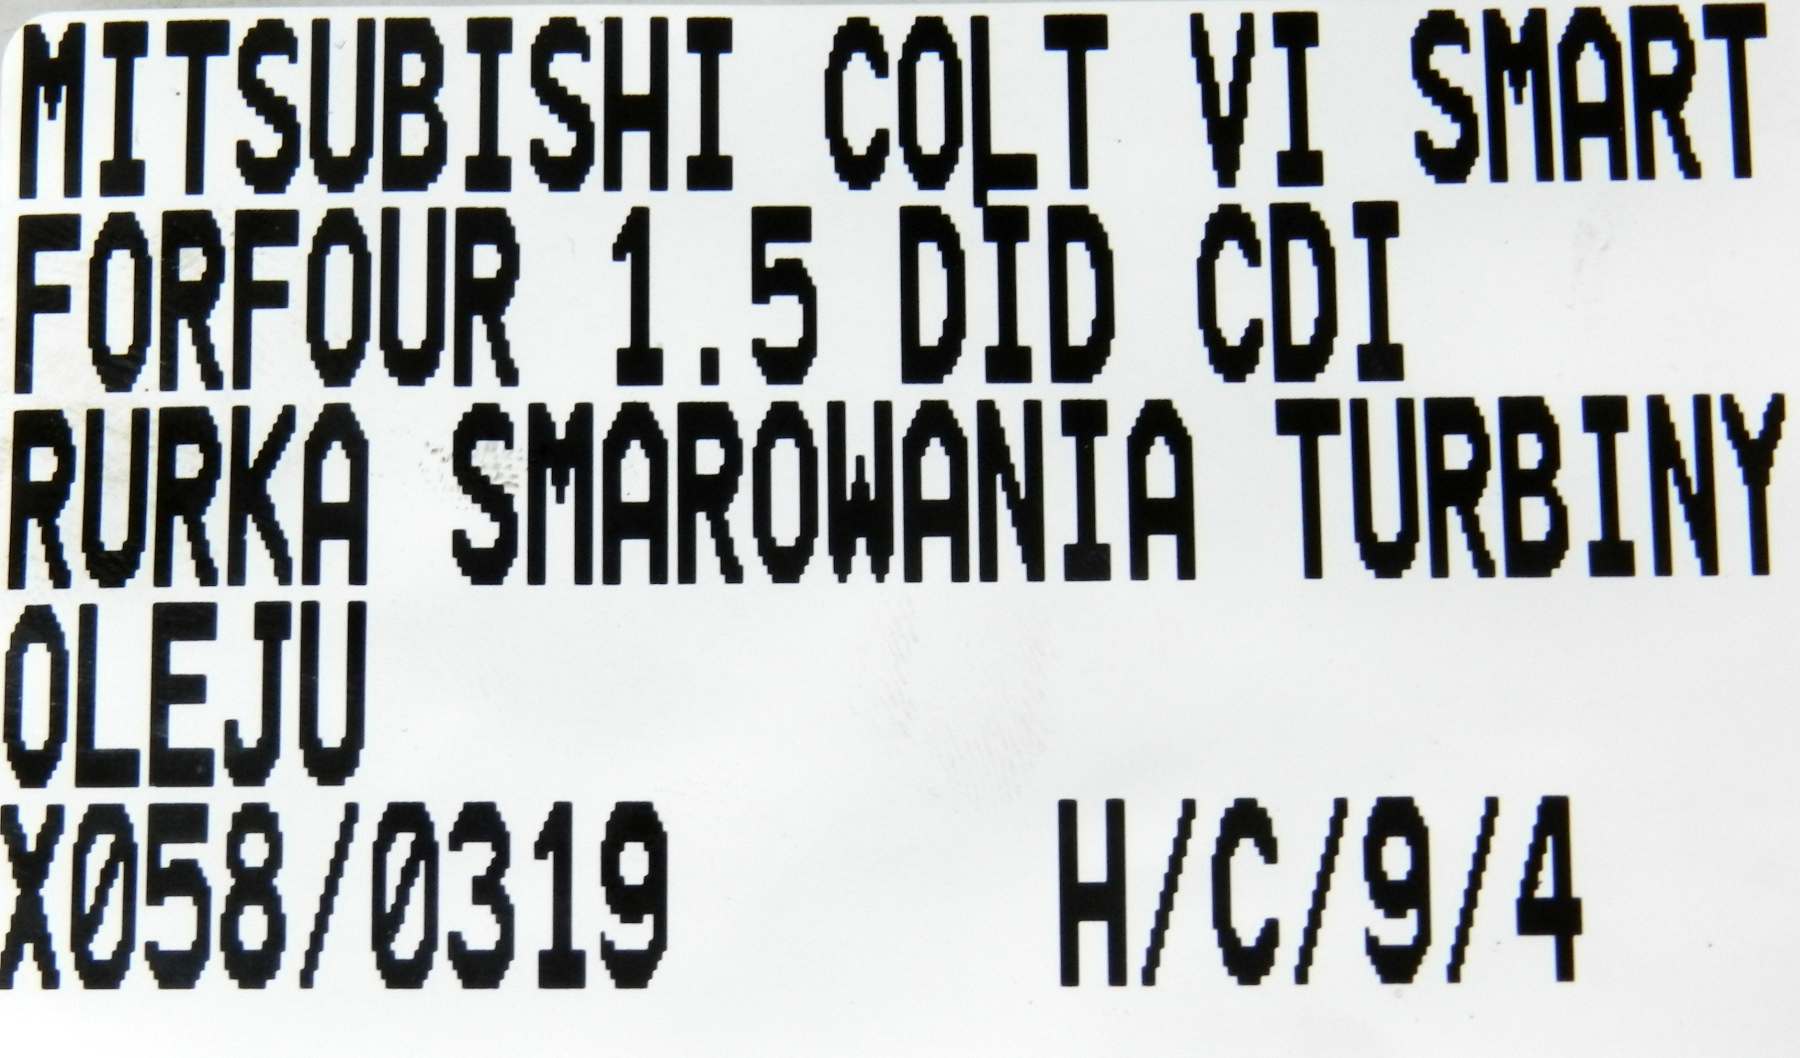 MITSUBISHI COLT VI SMART
FORFOUR 1.5 DID CDI
RURKA SMAROWANIA TURBINY
OLEJU
X058/0319 H/C/9/4